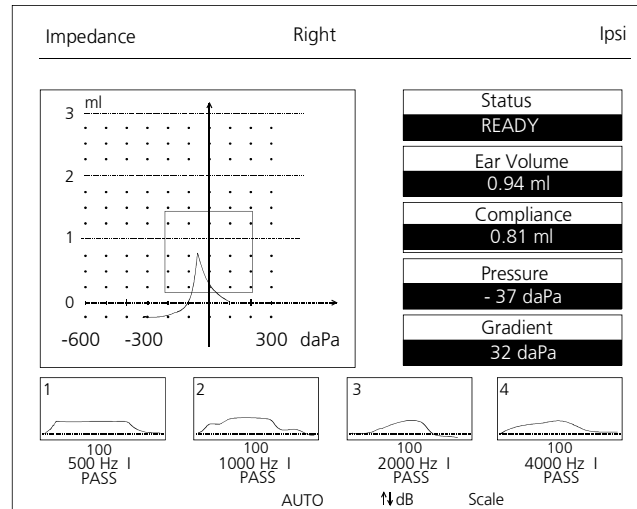 Impedance Right Ipsi
ml
3
2
1
0
-600 -300 300 daPa
Status
READY
Ear Volume
0.94 ml
Compliance
0.81 ml
Pressure
- 37 daPa
Gradient
32 daPa
1 2 3 4
100 100 100 100
500 Hz I 1000 Hz I 2000 Hz I 4000 Hz I
PASS PASS PASS PASS
AUTO ↑↓ dB Scale